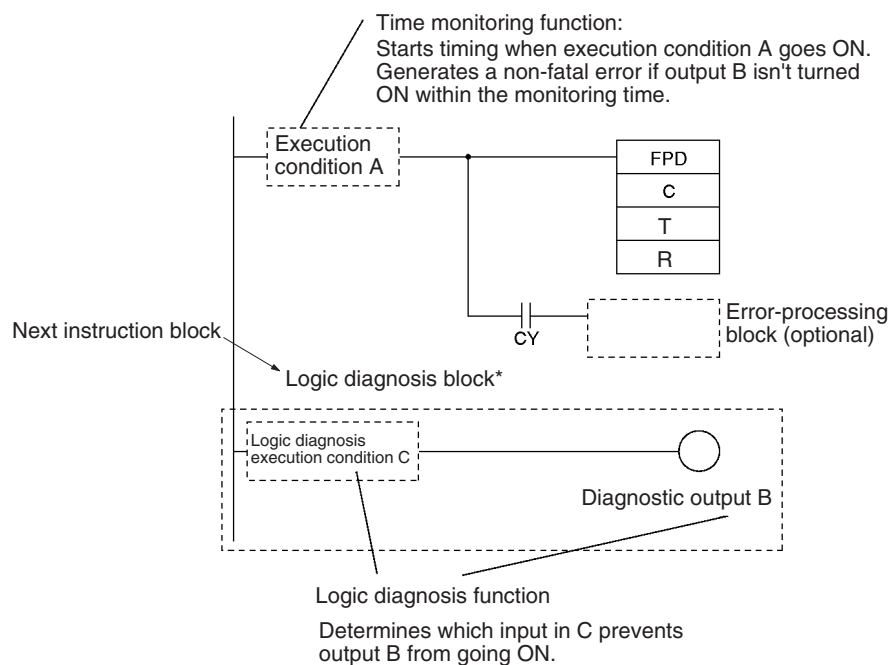 Time monitoring function:
Starts timing when execution condition A goes ON.
Generates a non-fatal error if output B isn't turned
ON within the monitoring time.
Execution
condition A
FPD
C
T
R
CY
Error-processing
block (optional)
Next instruction block
Logic diagnosis block*
Logic diagnosis
execution condition C
Diagnostic output B
Logic diagnosis function
Determines which input in C prevents
output B from going ON.